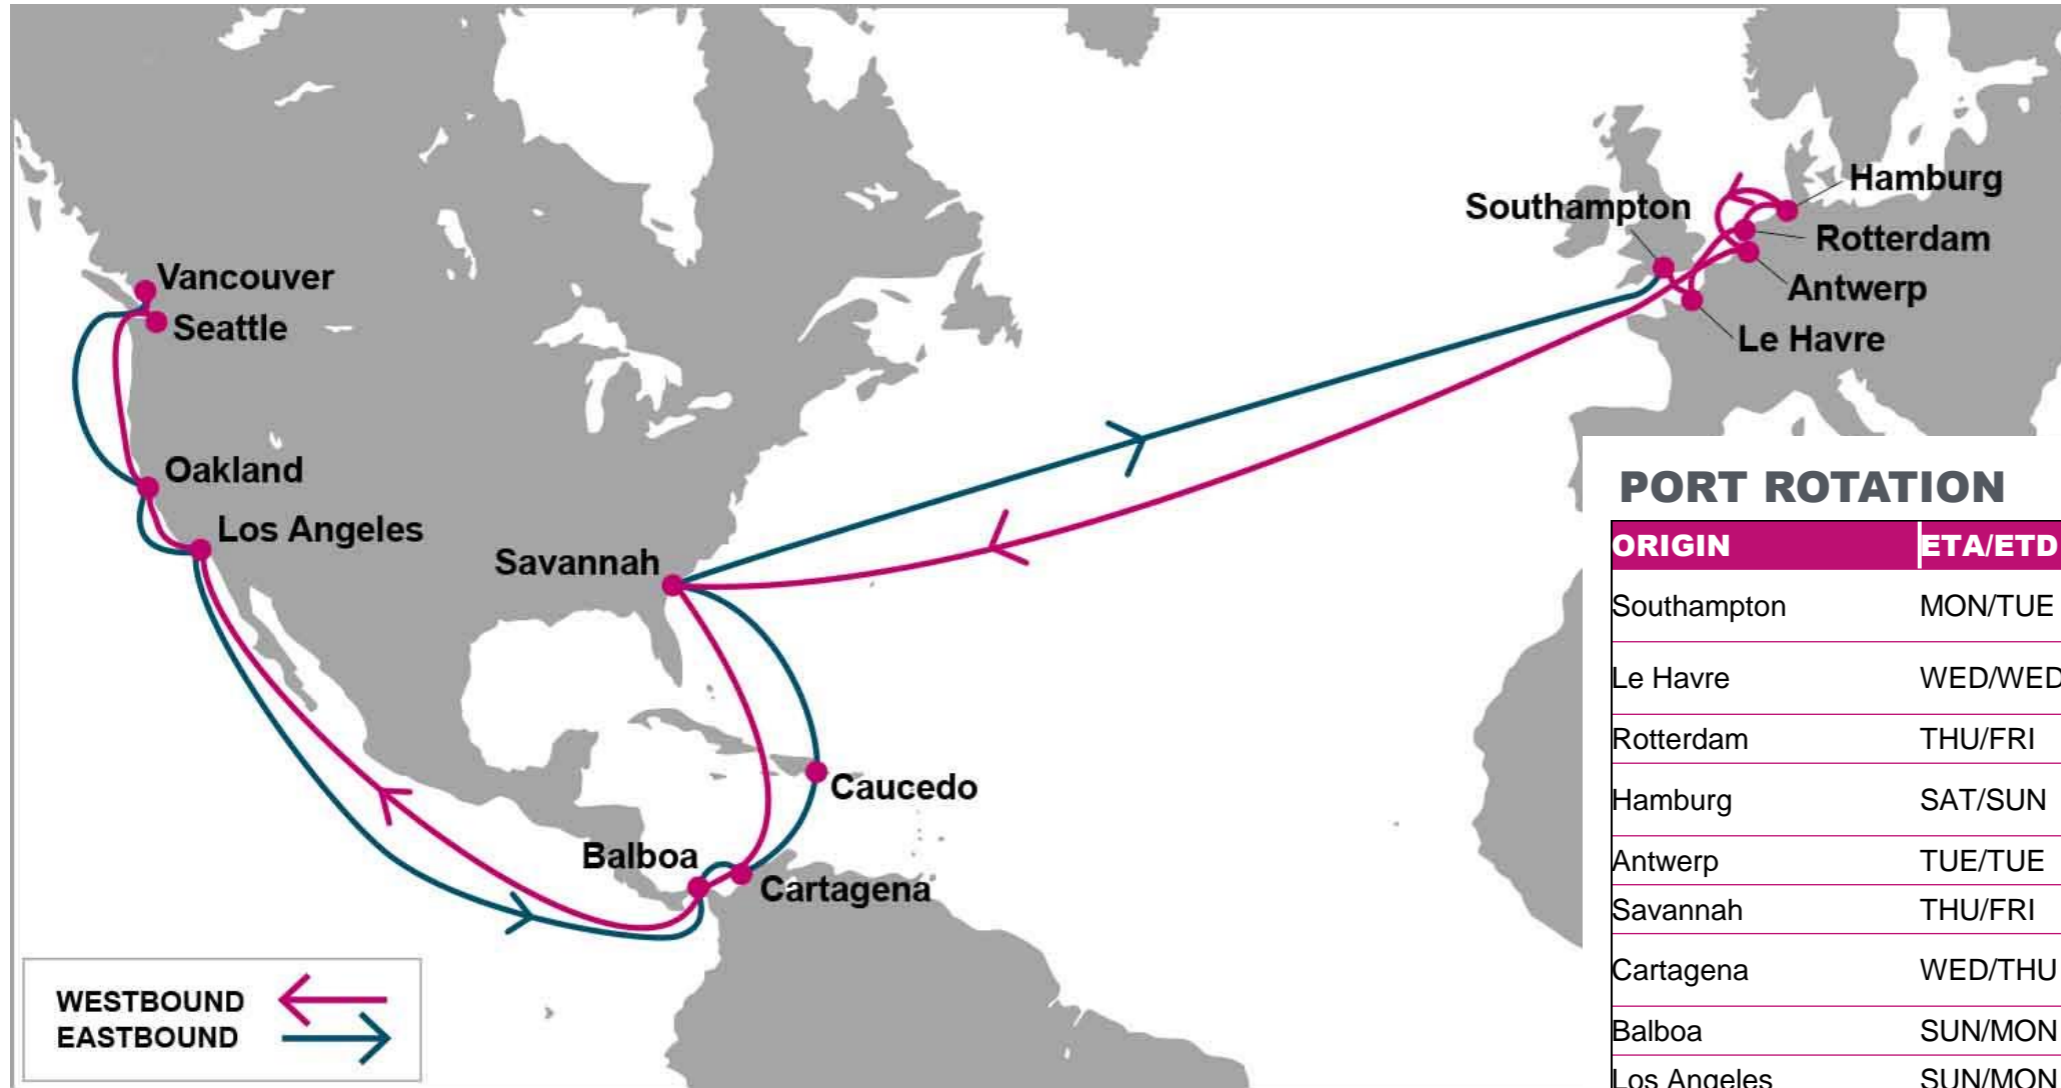 Hamburg
Southampton
Rotterdam
Vancouver
Antwerp
Seattle
Le Havre
Oakland
Los Angeles
Savannah
Caucedo
Balboa
Cartagena
WESTBOUND
EASTBOUND
PORT ROTATION
ORIGIN ETA/ETD
Southampton MON/TUE
Le Havre WED/WED
Rotterdam THU/FRI
Hamburg SAT/SUN
Antwerp TUE/TUE
Savannah THU/FRI
Cartagena WED/THU
Balboa SUN/MON
Los Angeles SUN/MON